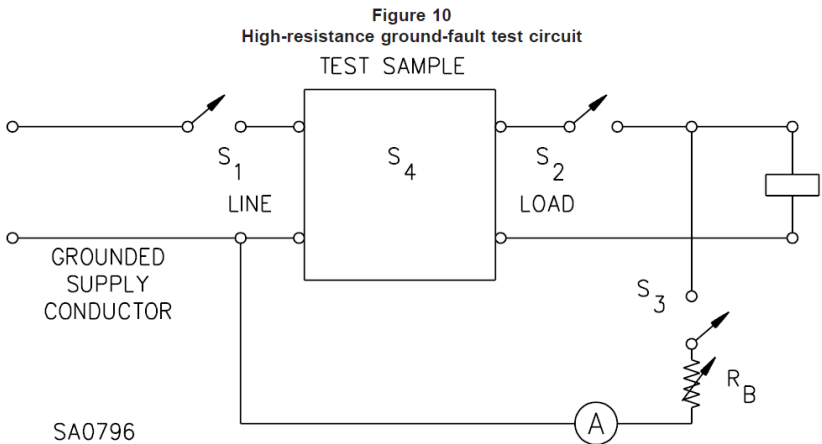 Figure 10
High-resistance ground-fault test circuit
TEST SAMPLE
S1
S4
S2
LINE
LOAD
GROUNDED
SUPPLY
CONDUCTOR
S3
RB
A
SA0796